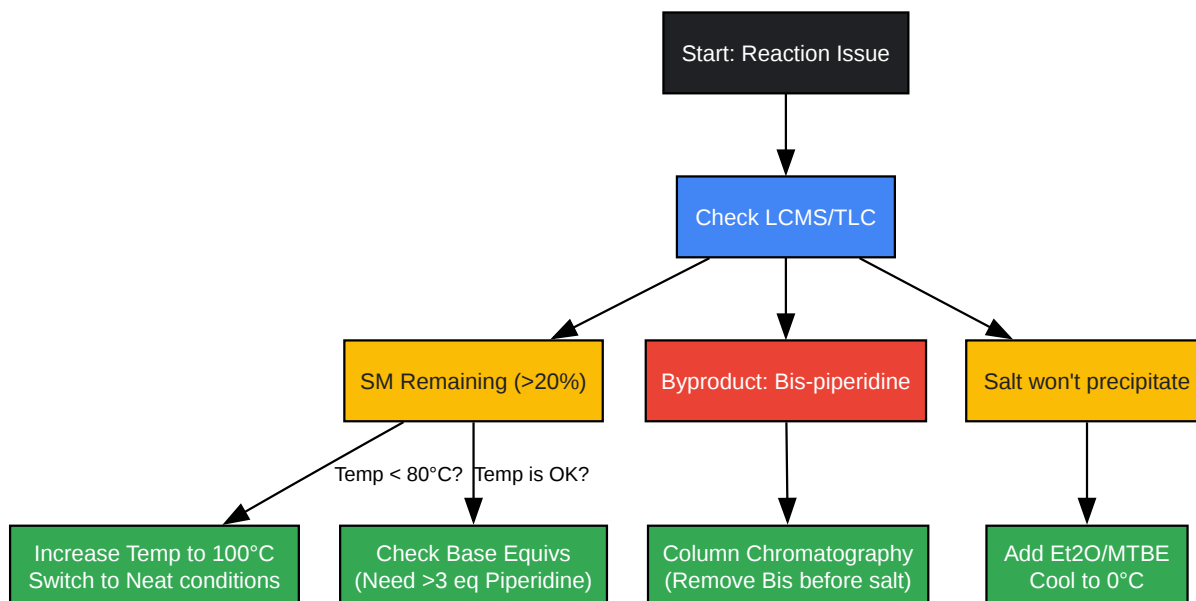 Start: Reaction Issue
Check LCMS/TLC
SM Remaining (>20%)
Byproduct: Bis-piperidine
Salt won't precipitate
Temp < 80°C?
Temp is OK?
Increase Temp to 100°C
Switch to Neat conditions
Check Base Equivs
(Need >3 eq Piperidine)
Column Chromatography
(Remove Bis before salt)
Add Et2O/MTBE
Cool to 0°C